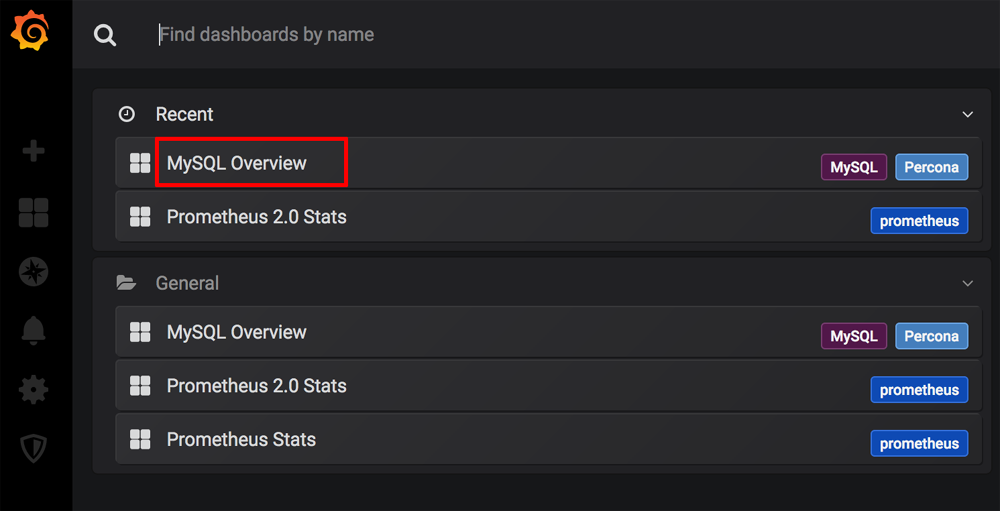 Find dashboards by name
Recent
MySQL Overview MySQL Percona
Prometheus 2.0 Stats prometheus
General
MySQL Overview MySQL Percona
Prometheus 2.0 Stats prometheus
Prometheus Stats prometheus